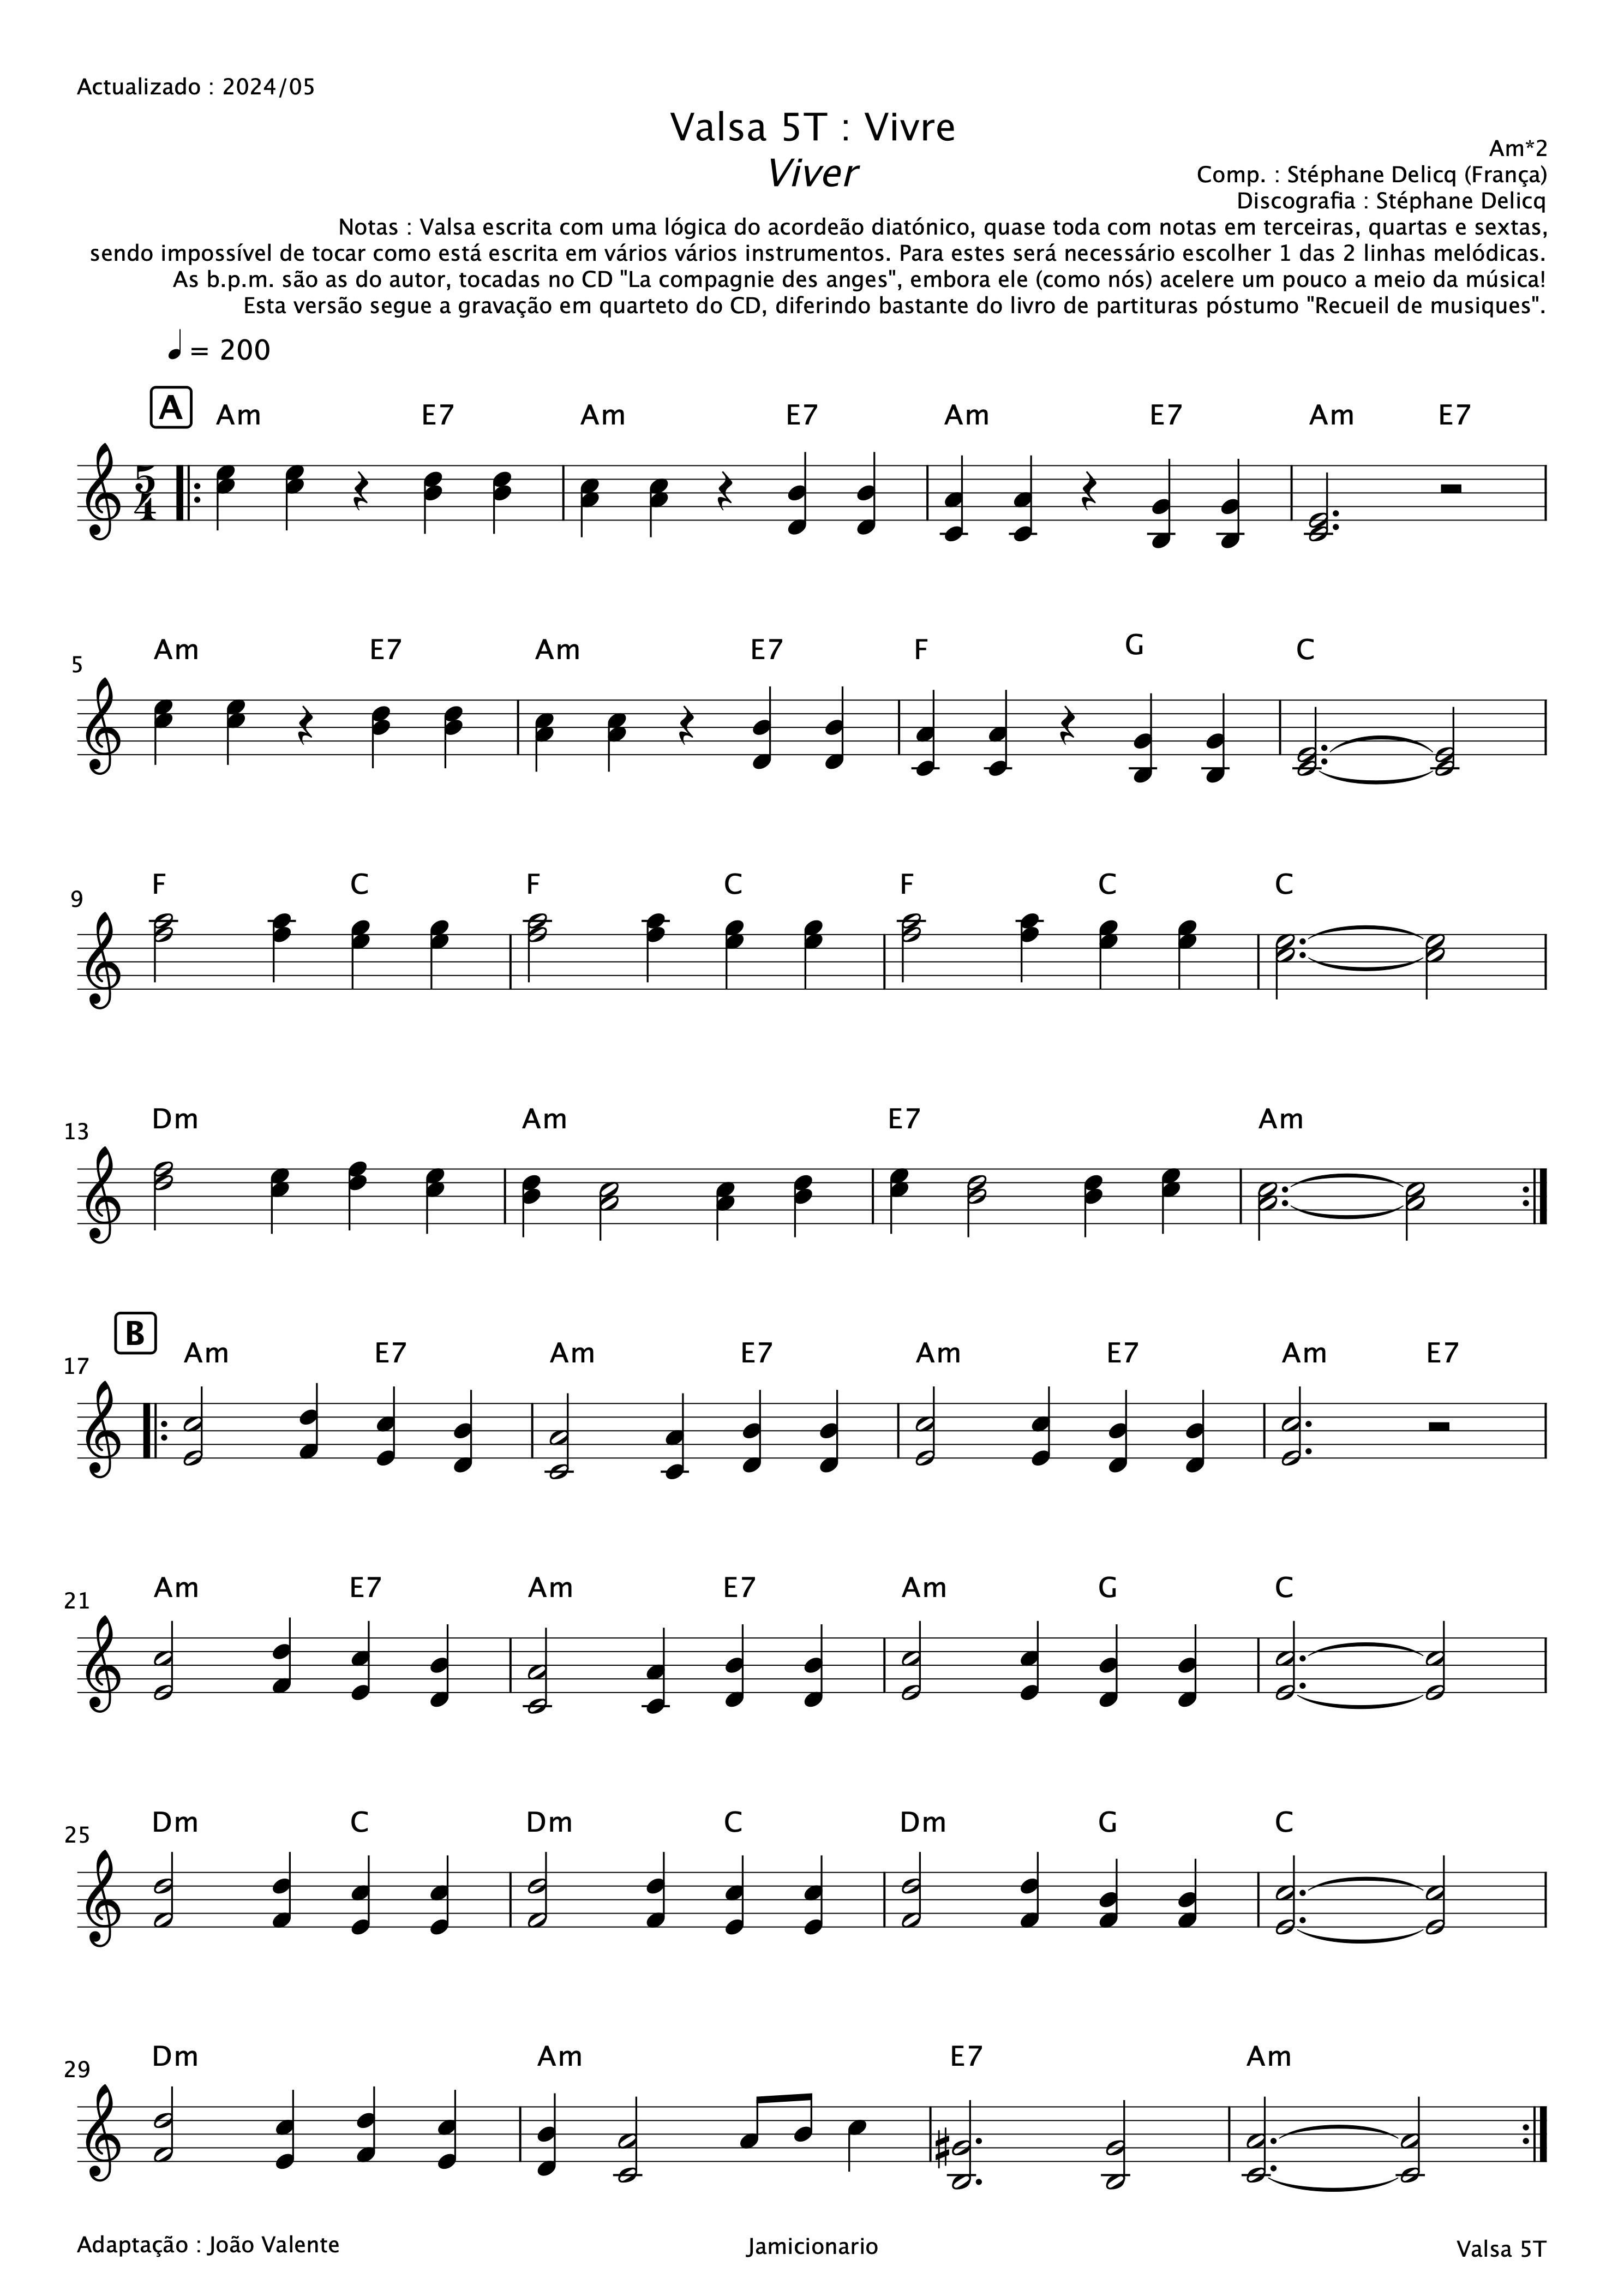 Actualizado : 2024/05
Valsa 5T : Vivre
Viver
Am*2
Comp. : Stéphane Delicq (França)
Discografia : Stéphane Delicq
Notas : Valsa escrita com uma lógica do acordeão diatónico, quase toda com notas em terceiras, quartas e sextas,
sendo impossível de tocar como está escrita em vários vários instrumentos. Para estes será necessário escolher 1 das 2 linhas melódicas.
As b.p.m. são as do autor, tocadas no CD "La compagnie des anges", embora ele (como nós) acelere um pouco a meio da música!
Esta versão segue a gravação em quarteto do CD, diferindo bastante do livro de partituras póstumo "Recueil de musiques".
= 200
A Am E7 Am E7 Am E7 Am E7
5 4
5 Am E7 Am E7 F G C
9 F C F C F C C
13 Dm Am E7 Am
B
17 Am E7 Am E7 Am E7 Am E7
21 Am E7 Am E7 Am G C
25 Dm C Dm C Dm G C
29 Dm Am E7 Am
Adaptação : João Valente Jamicionario Valsa 5T